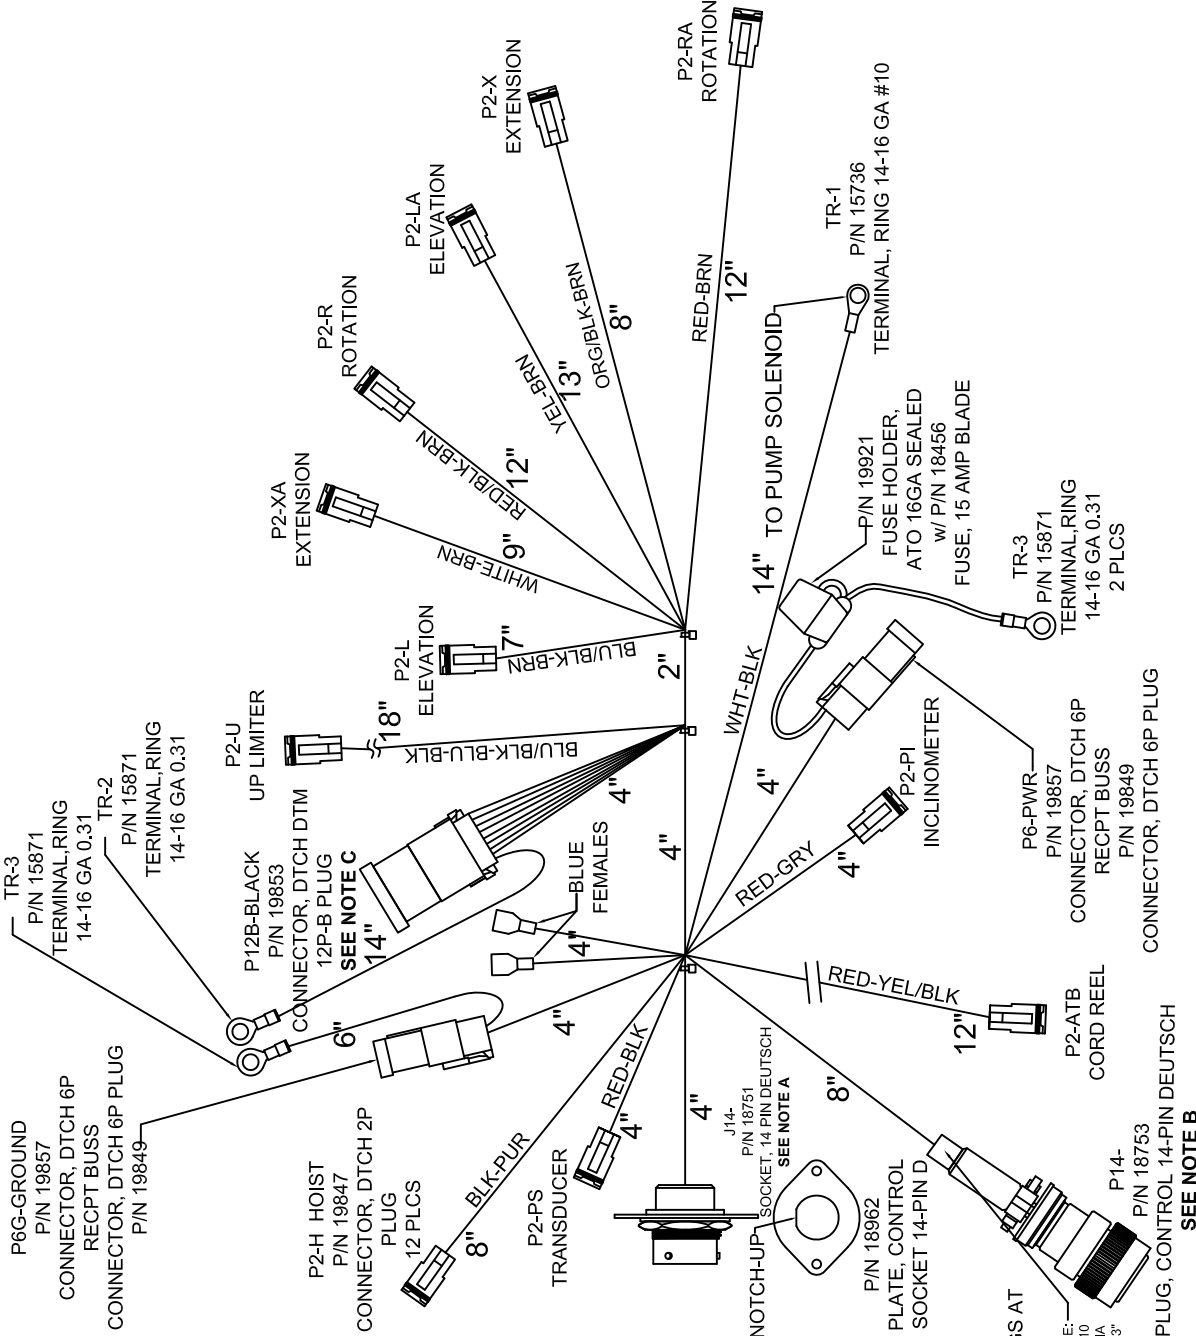 P6G-GROUND
P/N 19857
CONNECTOR, DTCH 6P
RECPT BUSS
CONNECTOR, DTCH 6P PLUG
P/N 19849
TR-3
P/N 15871
TERMINAL,RING
14-16 GA 0.31
TR-2
P/N 15871
TERMINAL,RING
14-16 GA 0.31
P12B-BLACK
P/N 19853
CONNECTOR, DTCH DTM
12P-B PLUG
SEE NOTE C
14"
6"
4"
P2-U
UP LIMITER
18"
BLU/BLK-BLU-BLK
4"
P2-L
ELEVATION
7"
BLU/BLK-BRN
P2-XA
EXTENSION
9"
WHITE-BRN
P2-R
ROTATION
12"
RED/BLK-BRN
P2-LA
ELEVATION
13"
YEL-BRN
P2-X
EXTENSION
8"
ORG/BLK-BRN
P2-RA
ROTATION
12"
RED-BRN
TR-1
P/N 15736
TERMINAL, RING 14-16 GA #10
TO PUMP SOLENOID
14"
WHT-BLK
P/N 19921
FUSE HOLDER,
ATO 16GA SEALED
w/ P/N 18456
FUSE, 15 AMP BLADE
TR-3
P/N 15871
TERMINAL,RING
14-16 GA 0.31
2 PLCS
2"
4"
4"
BLUE
FEMALES
4"
P6-PWR
P/N 19857
CONNECTOR, DTCH 6P
RECPT BUSS
P/N 19849
CONNECTOR, DTCH 6P PLUG
P2-PI
INCLINOMETER
4"
RED-GRY
P2-ATB
CORD REEL
12"
RED-YEL/BLK
P2-H HOIST
P/N 19847
CONNECTOR, DTCH 2P
PLUG
12 PLCS
8"
BLK-PUR
P2-PS
TRANSDUCER
4"
RED-BLK
4"
J14-
P/N 18751
SOCKET, 14 PIN DEUTSCH
SEE NOTE A
NOTCH-UP
P/N 18962
PLATE, CONTROL
SOCKET 14-PIN D
8"
P14-
P/N 18753
PLUG, CONTROL 14-PIN DEUTSCH
SEE NOTE B
GS AT
E:
10
IA
3"